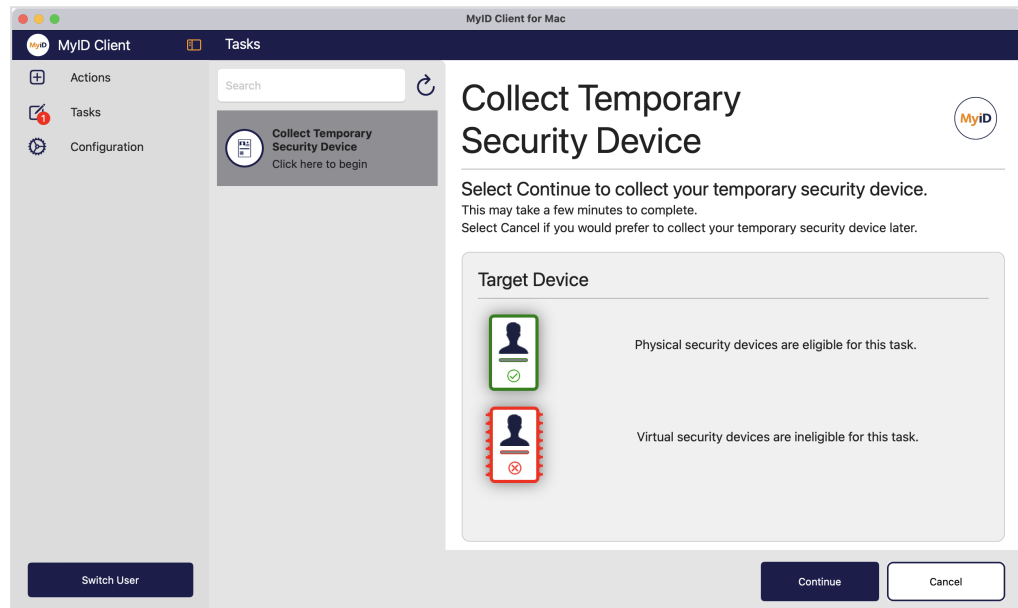 MyID Client for Mac
MyiD
MyID Client
Tasks
Actions
1
Tasks
Configuration
Search
Collect Temporary
Security Device
Click here to begin
Collect Temporary
Security Device
MyiD
Select Continue to collect your temporary security device.
This may take a few minutes to complete.
Select Cancel if you would prefer to collect your temporary security device later.
Target Device
Physical security devices are eligible for this task.
Virtual security devices are ineligible for this task.
Switch User
Continue
Cancel